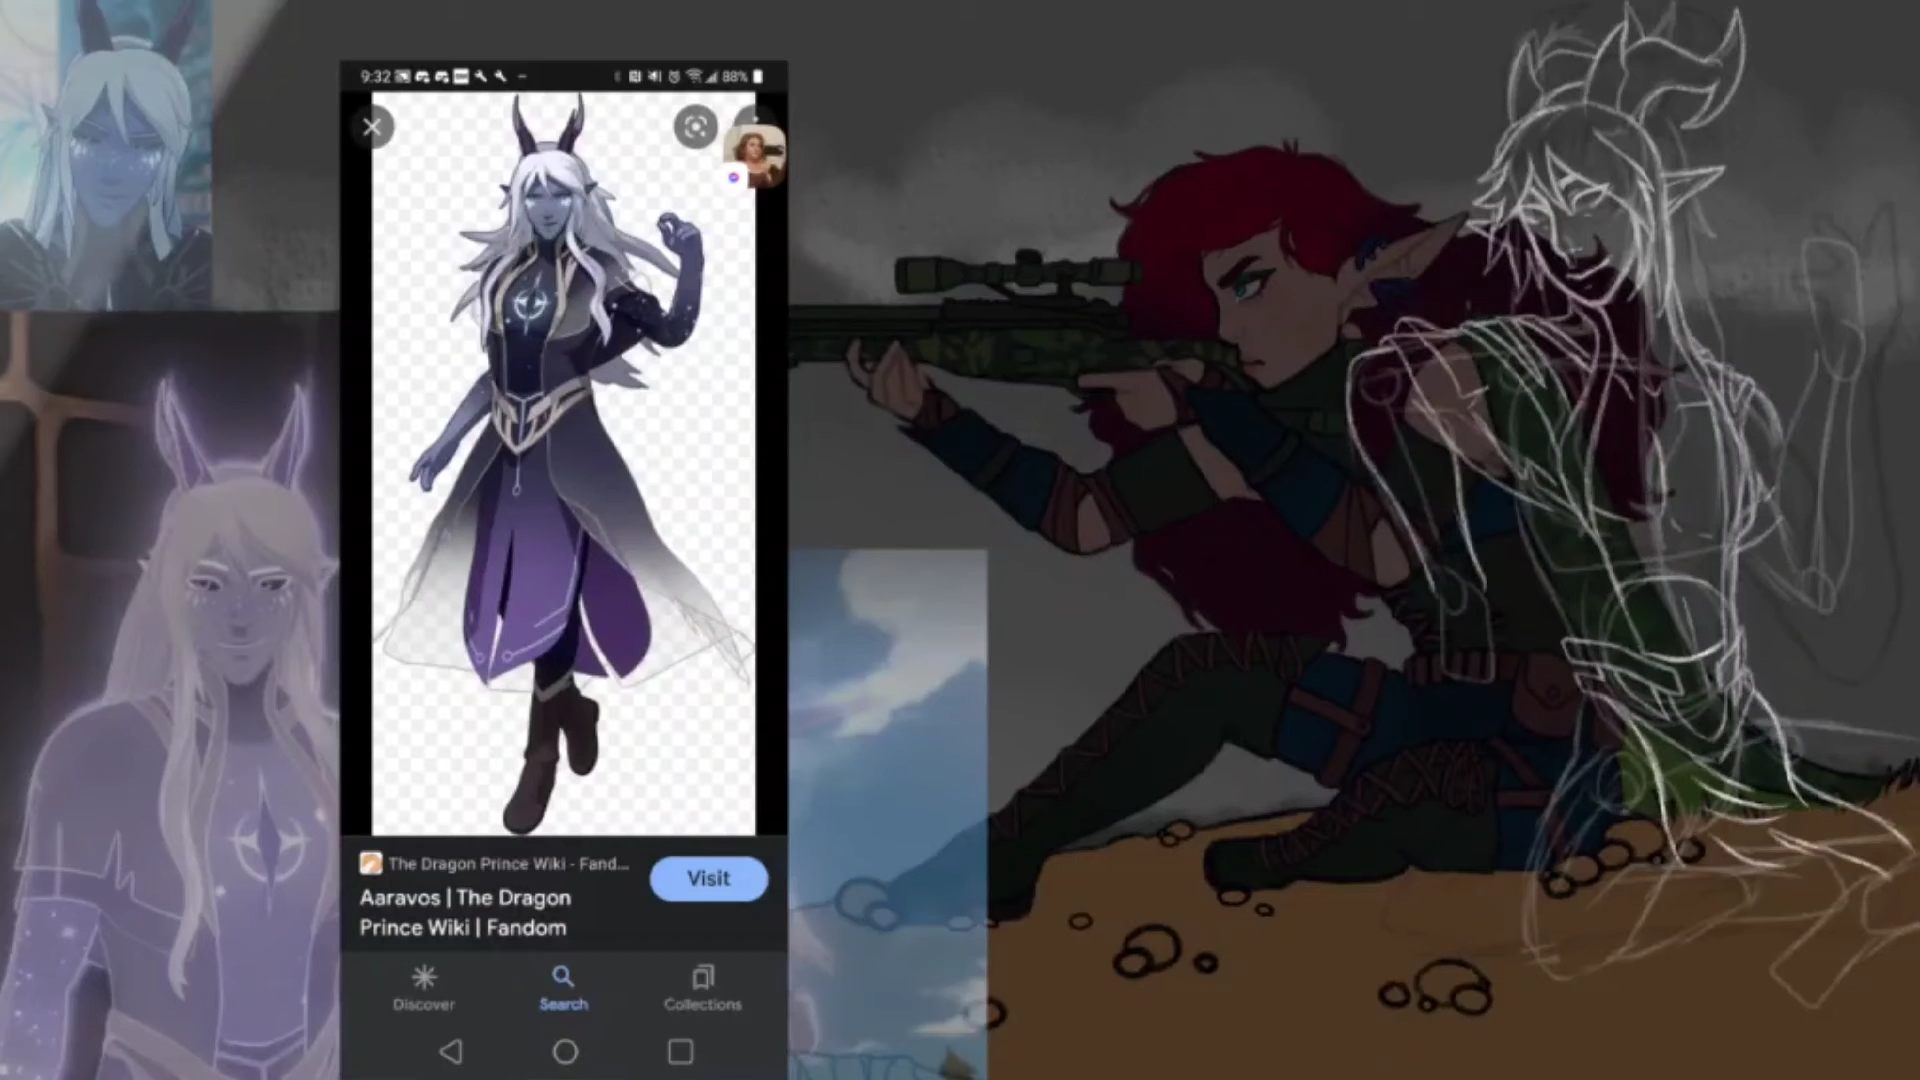 9:32
88%
The Dragon Prince Wiki - Fand...
Visit
Aaravos | The Dragon
Prince Wiki | Fandom
Discover
Search
Collections